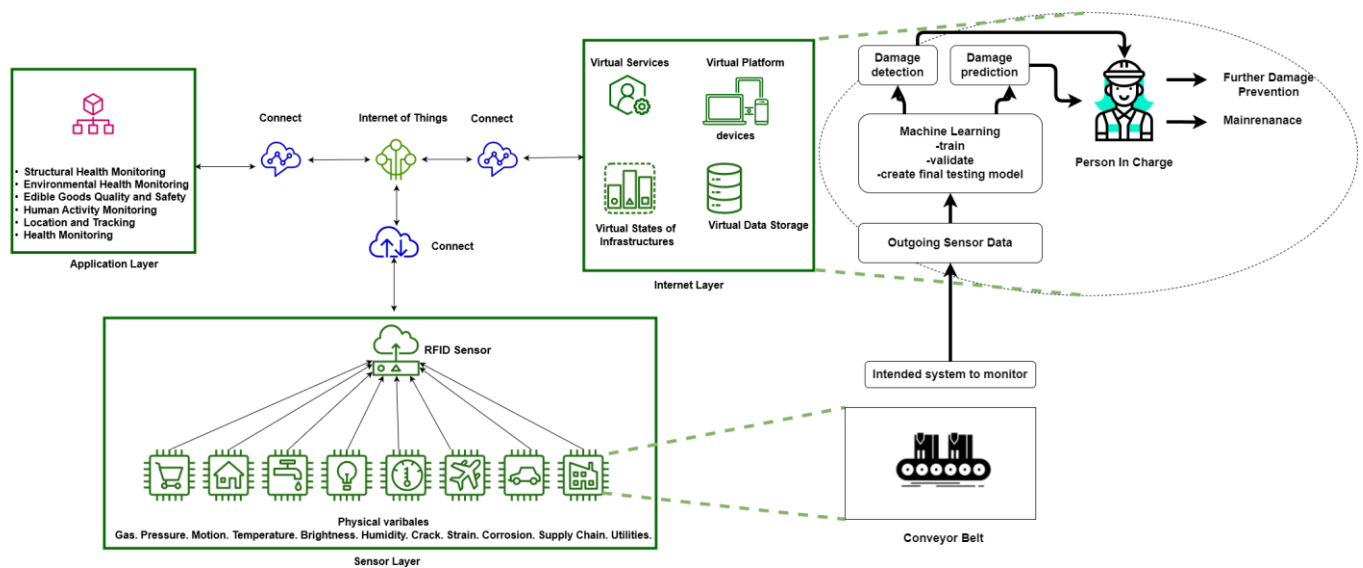 • Structural Health Monitoring
• Environmental Health Monitoring
• Edible Goods Quality and Safety
• Human Activity Monitoring
• Location and Tracking
• Health Monitoring
Application Layer
Connect
Internet of Things
Connect
Connect
Virtual Services
Virtual Platform
devices
Virtual States of
Infrastructures
Virtual Data Storage
Internet Layer
Damage
detection
Damage
prediction
Machine Learning
-train
-validate
-create final testing model
Outgoing Sensor Data
Intended system to monitor
Person In Charge
Further Damage
Prevention
Mainrenanace
RFID Sensor
Physical varibales
Gas. Pressure. Motion. Temperature. Brightness. Humidity. Crack. Strain. Corrosion. Supply Chain. Utilities.
Sensor Layer
Conveyor Belt